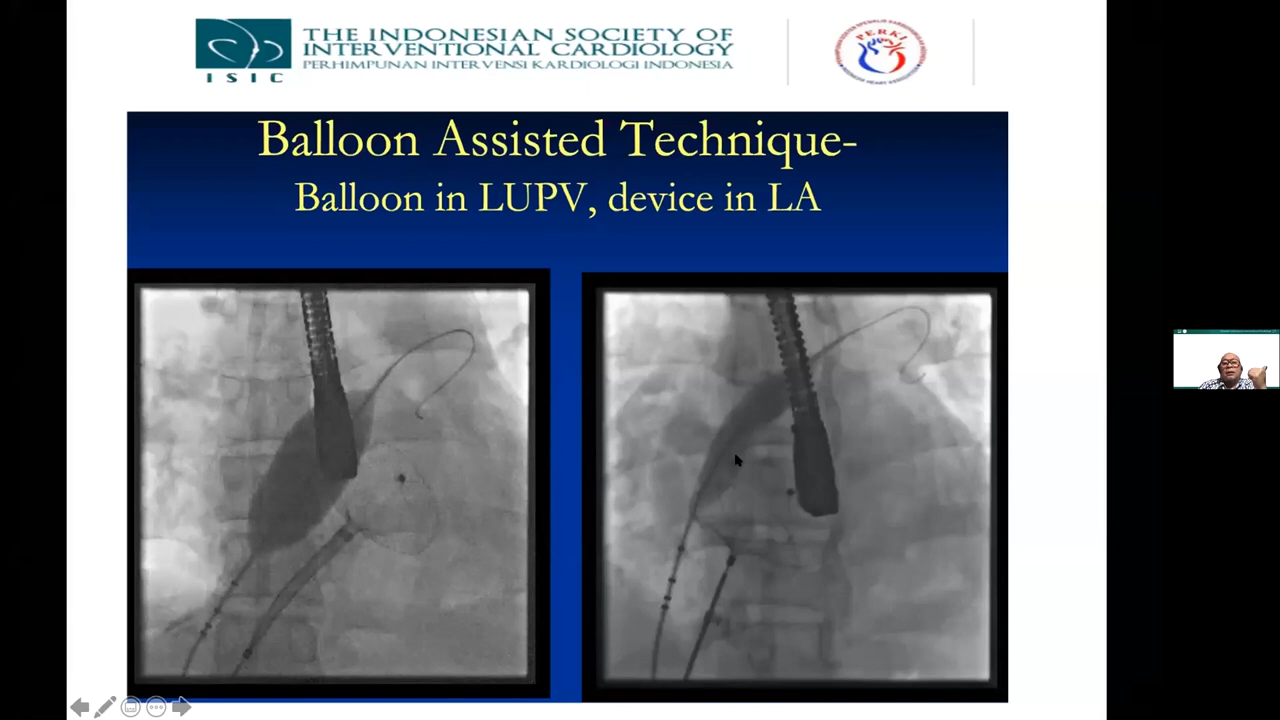 THE INDONESIAN SOCIETY OF
INTERVENTIONAL CARDIOLOGY
PERHIMPUNAN INTERVENSI KARDIOLOGI INDONESIA
ISIC
PERKI
Balloon Assisted Technique-
Balloon in LUPV, device in LA